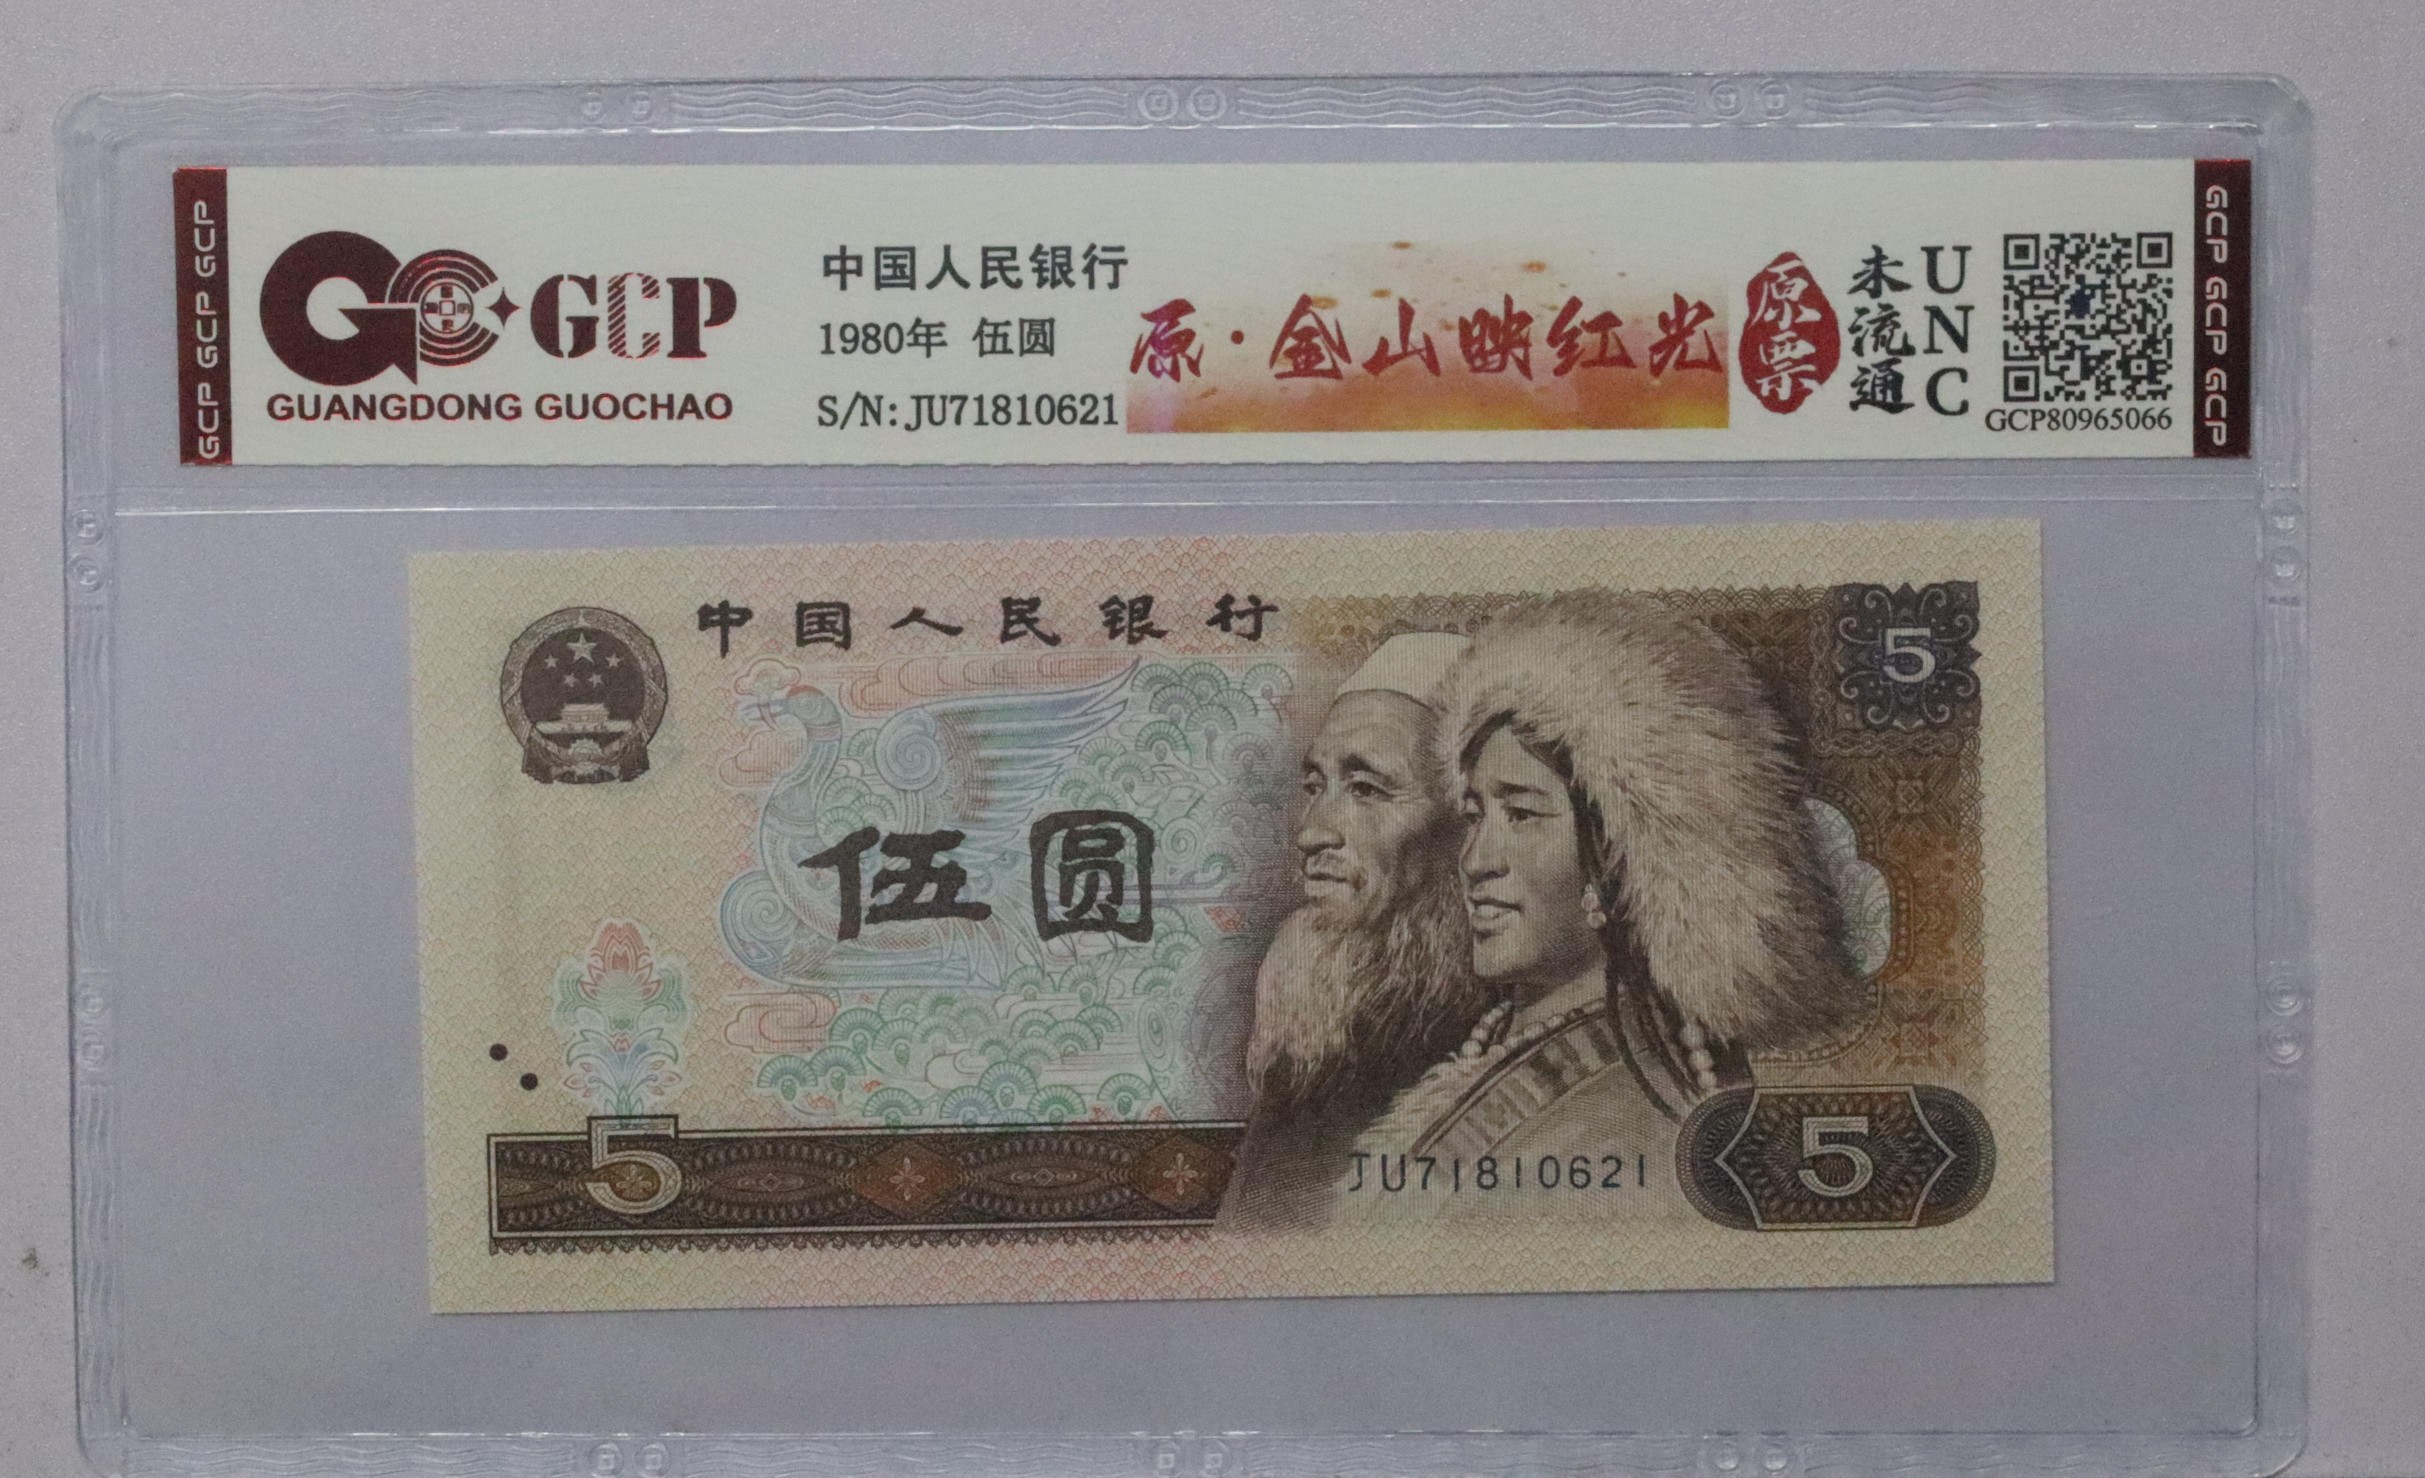 GCP GCP GCP
GCP
GUANGDONG GUOCHAO
中国人民银行
1980年 伍圆
S/N: JU71810621
原·金山映红光
原票
未流通
UNC
GCP80965066
GCP GCP GCP
中国人民银行
5
伍圆
5
JU71810621
5